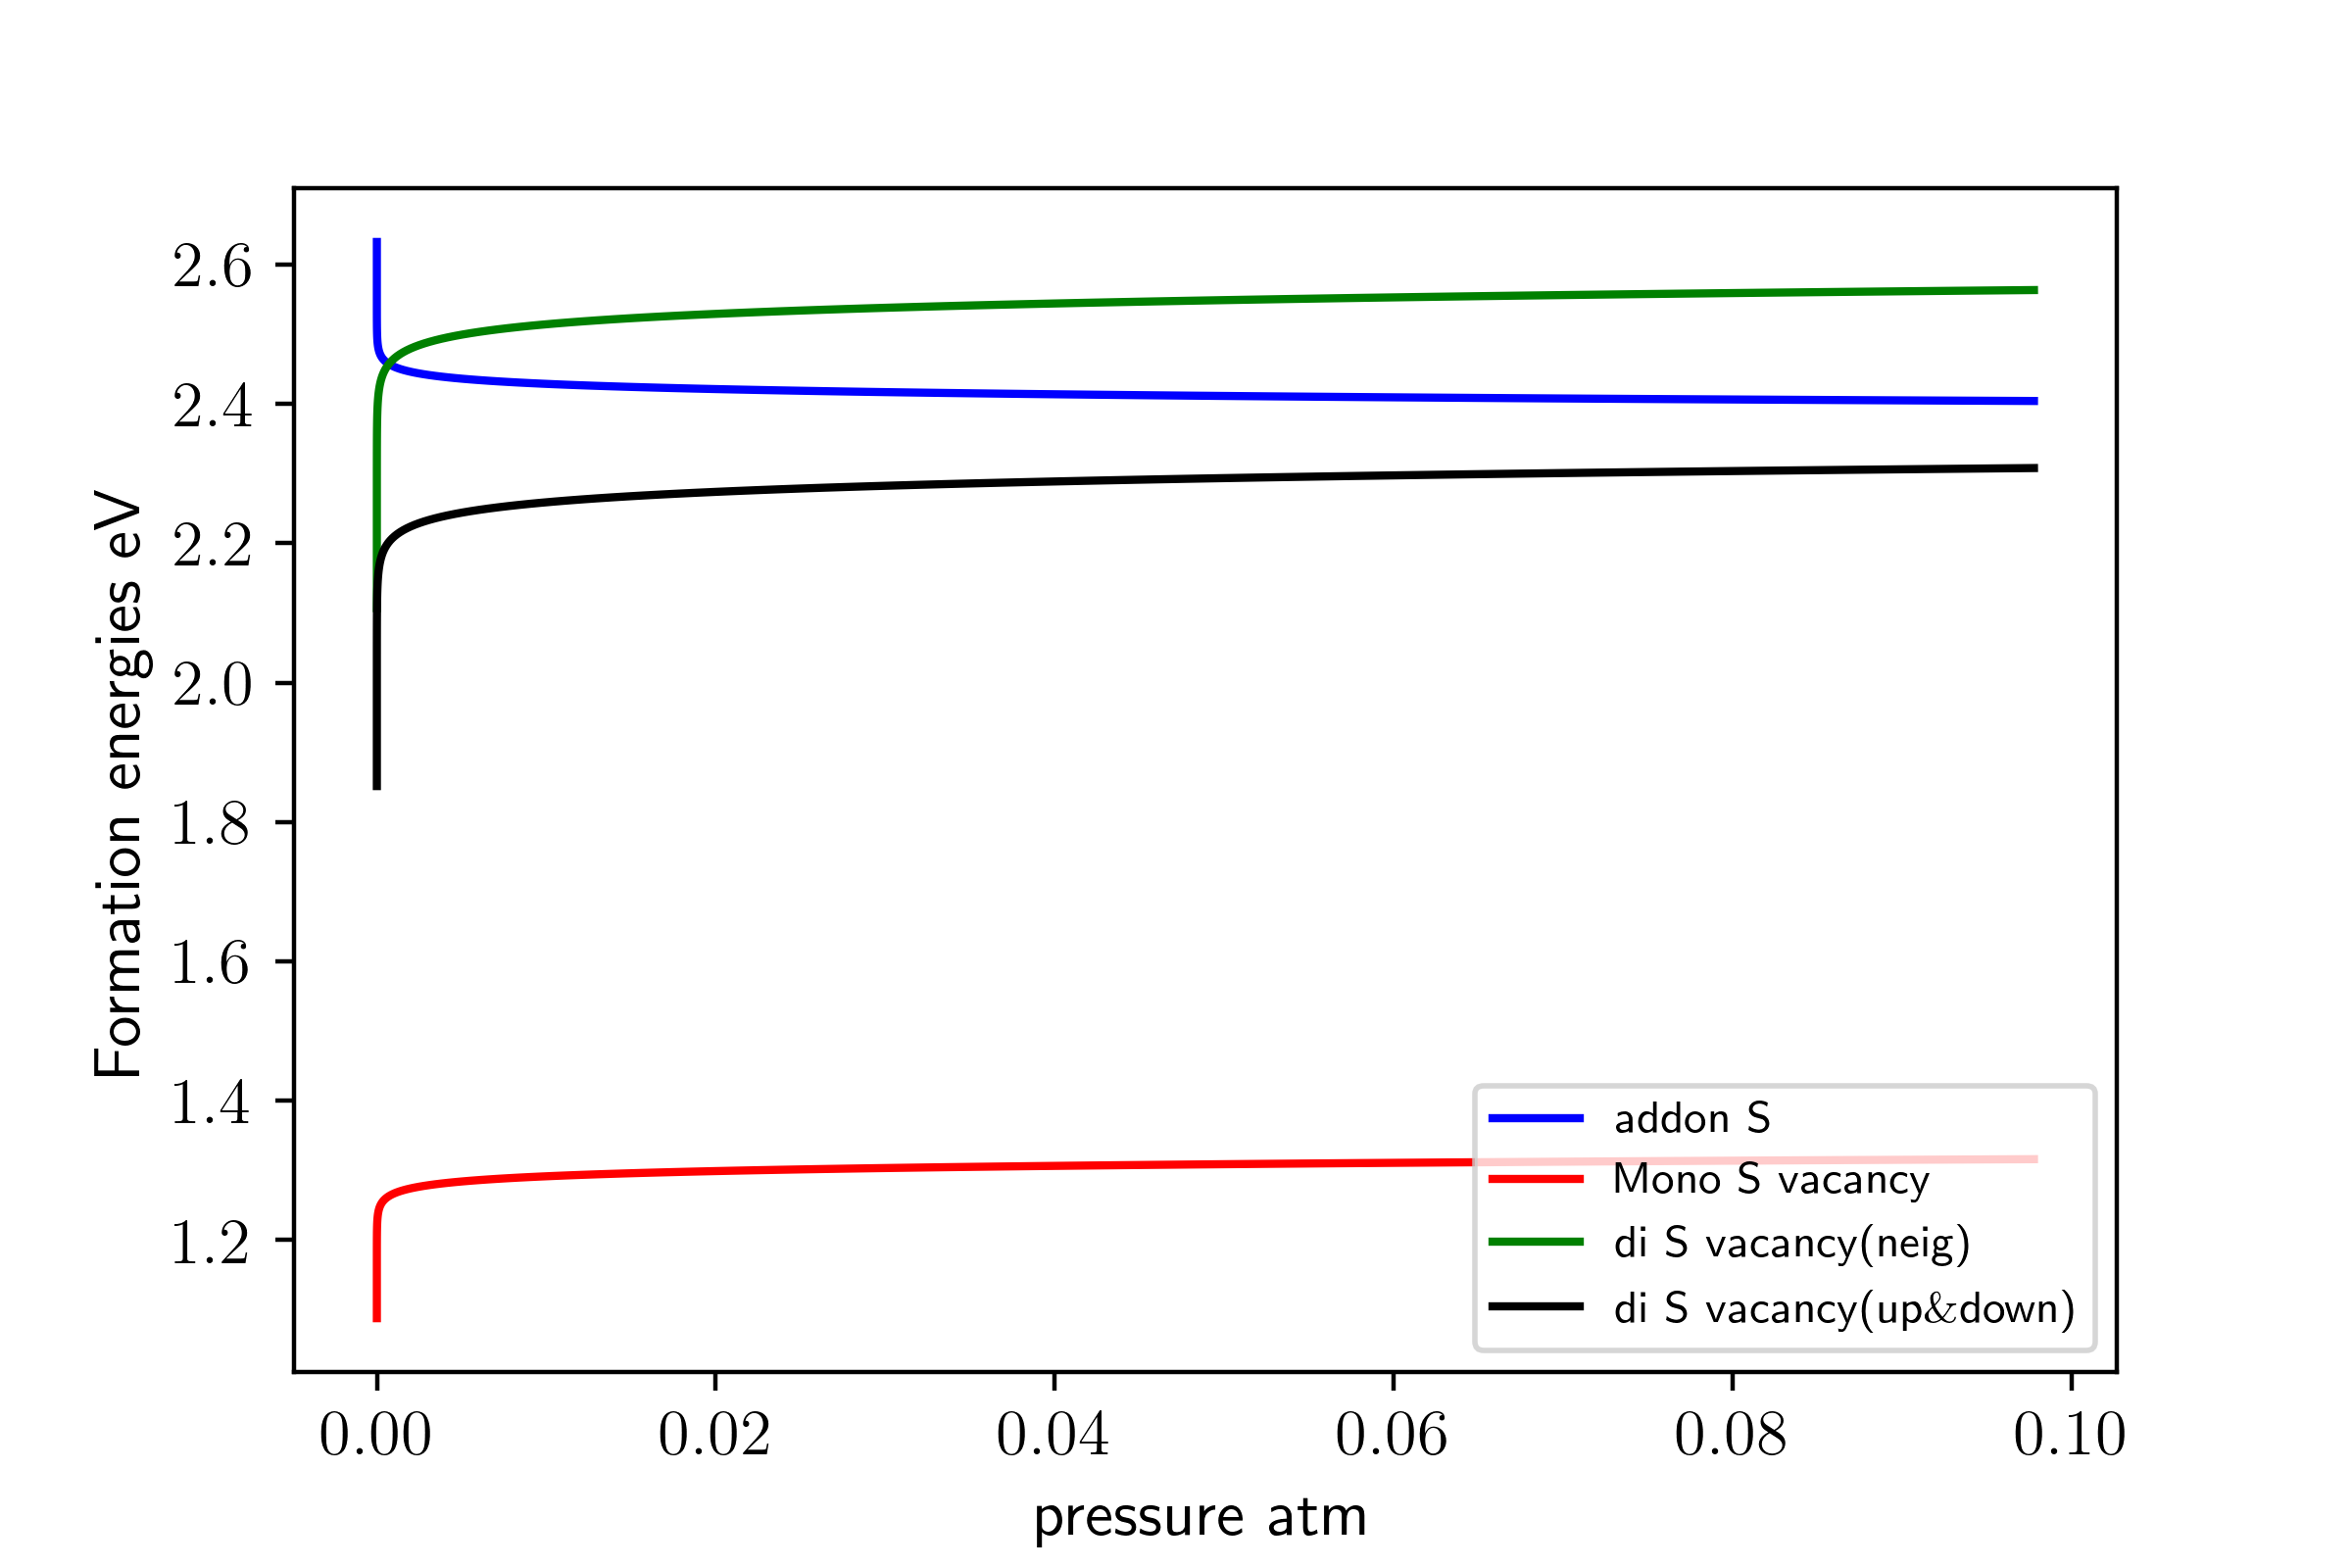 2.6
2.4
2.2
2.0
1.8
1.6
1.4
1.2
Formation energies eV
addon S
Mono S vacancy
di S vacancy(neig)
di S vacancy(up&down)
0.00 0.02 0.04 0.06 0.08 0.10
pressure atm